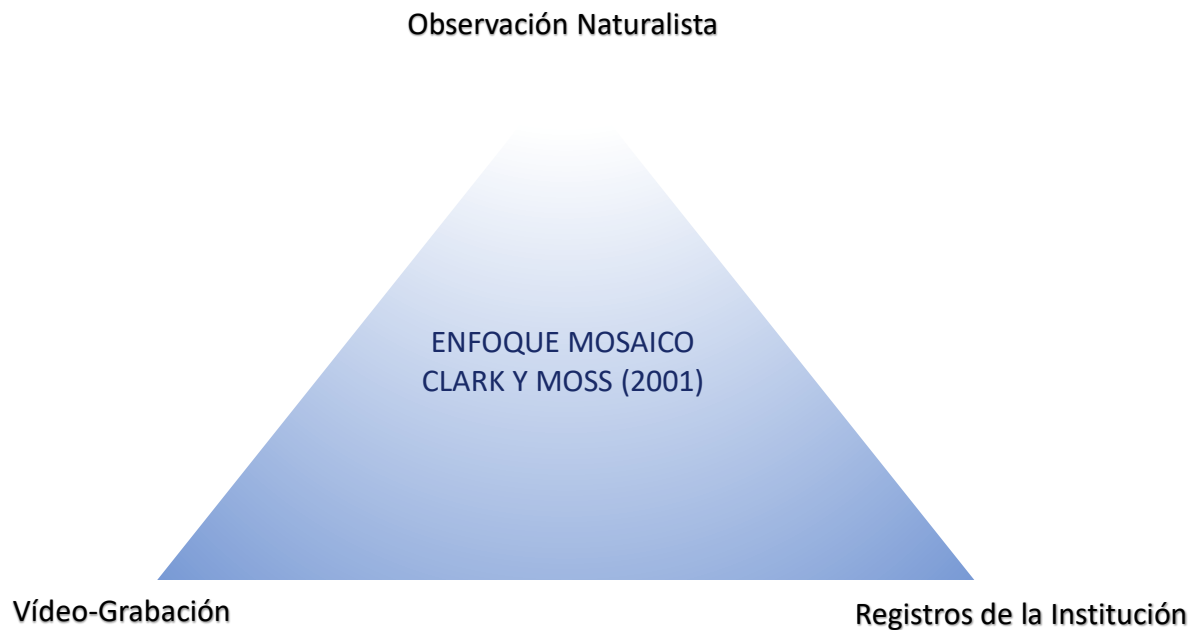 Observación Naturalista
ENFOQUE MOSAICO
CLARK Y MOSS (2001)
Vídeo-Grabación
Registros de la Institución